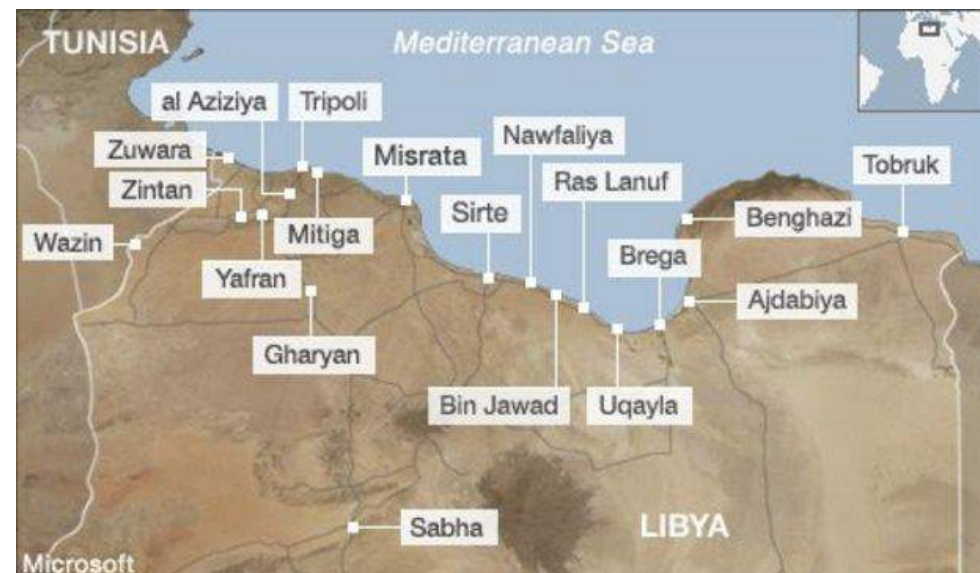 TUNISIA
Mediterranean Sea
al Aziziya
Tripoli
Zuwara
Misrata
Nawfaliya
Zintan
Ras Lanuf
Tobruk
Sirte
Benghazi
Wazin
Mitiga
Brega
Yafran
Ajdabiya
Gharyan
Bin Jawad
Uqayla
Sabha
LIBYA
Microsoft